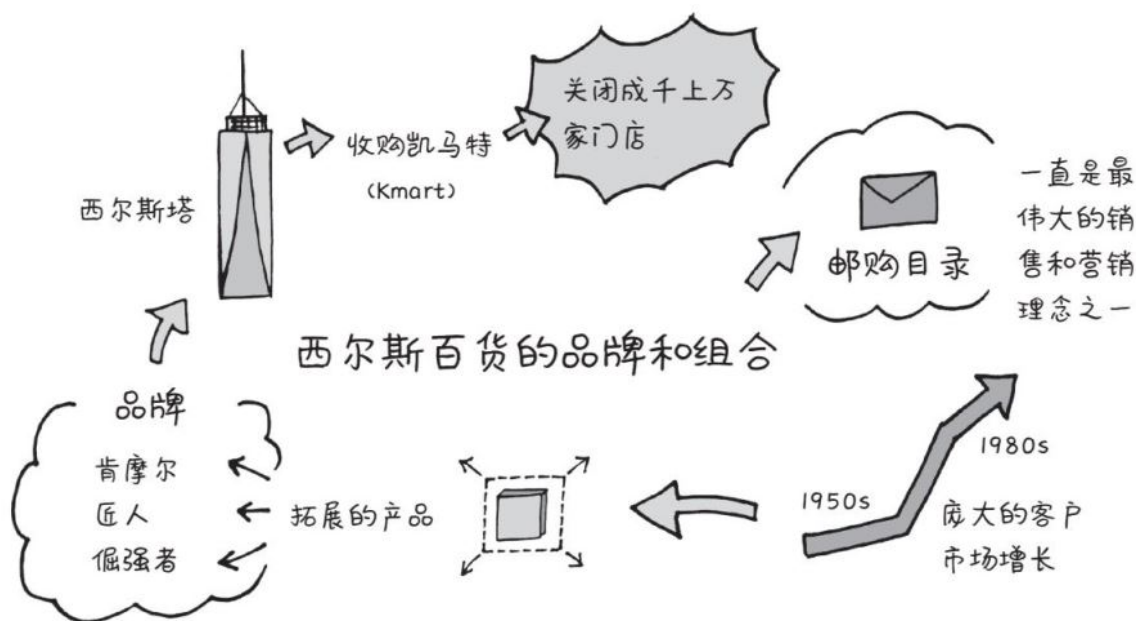 关闭成千上万
家门店
收购凯马特
(Kmart)
西尔斯塔
邮购目录
一直是最
伟大的销
售和营销
理念之一
西尔斯百货的品牌和组合
品牌
肯摩尔
匠人
倔强者
拓展的产品
1950s
1980s
庞大的客户
市场增长